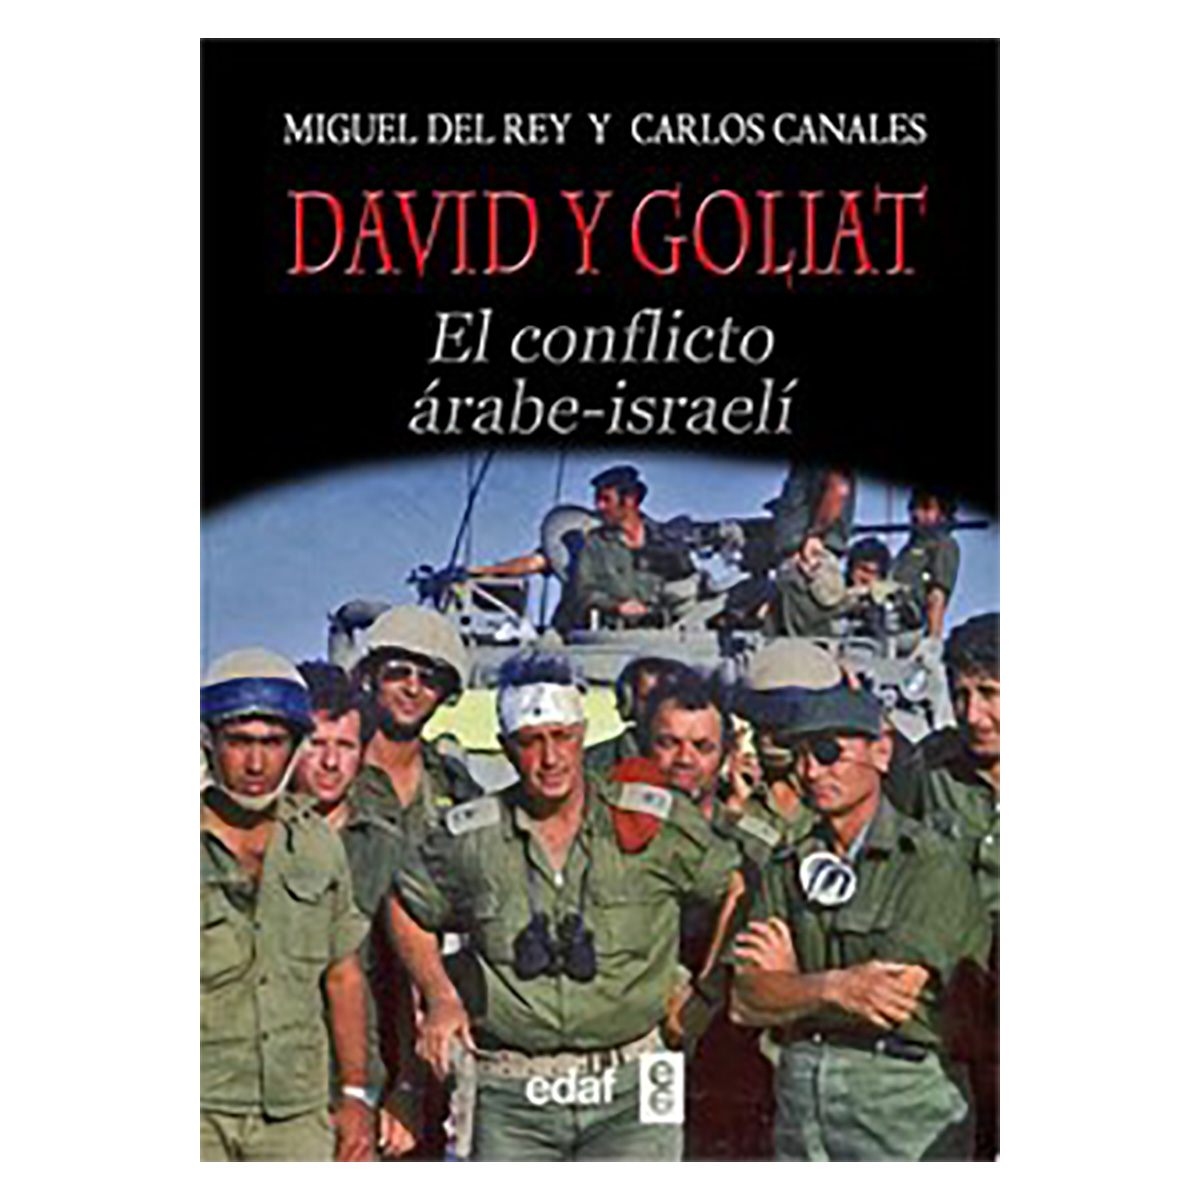 MIGUEL DEL REY Y CARLOS CANALES
DAVID Y GOLIAT
El conflicto
árabe-israelí
edaf